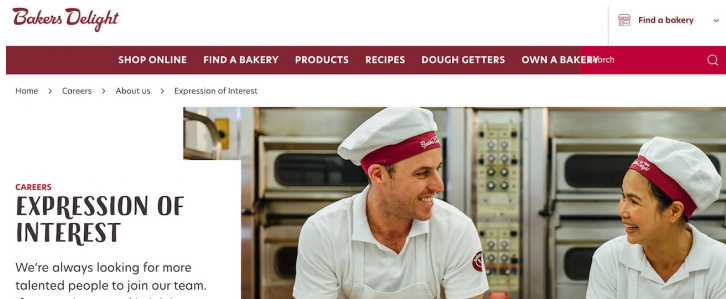 Bakers Delight
Find a bakery
SHOP ONLINE FIND A BAKERY PRODUCTS RECIPES DOUGH GETTERS OWN A BAKERY
Home > Careers > About us > Expression of Interest
CAREERS
EXPRESSION OF
INTEREST
We're always looking for more
talented people to join our team.